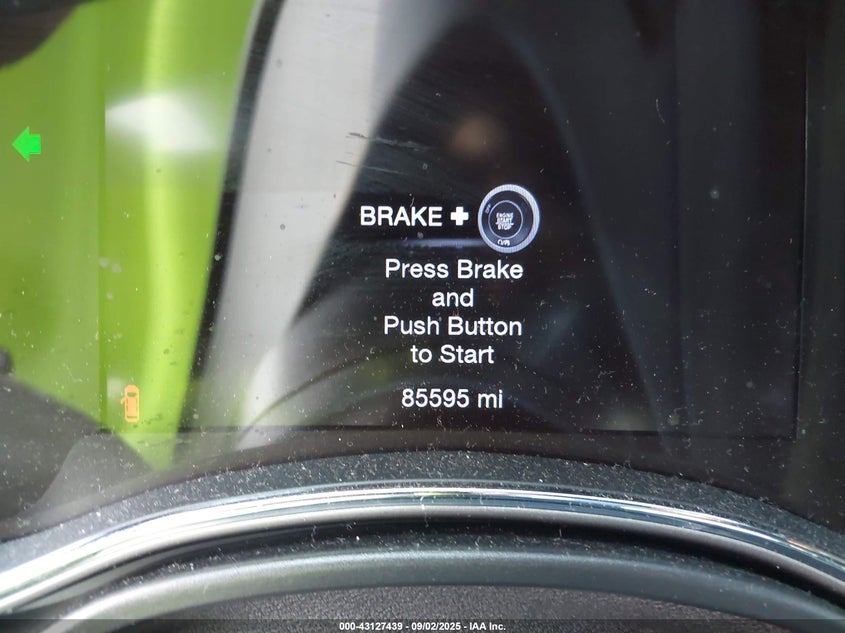 BRAKE +
ENGINE
START
STOP
Press Brake
and
Push Button
to Start
85595 mi
000-43127439 - 09/02/2025 - IAA Inc.